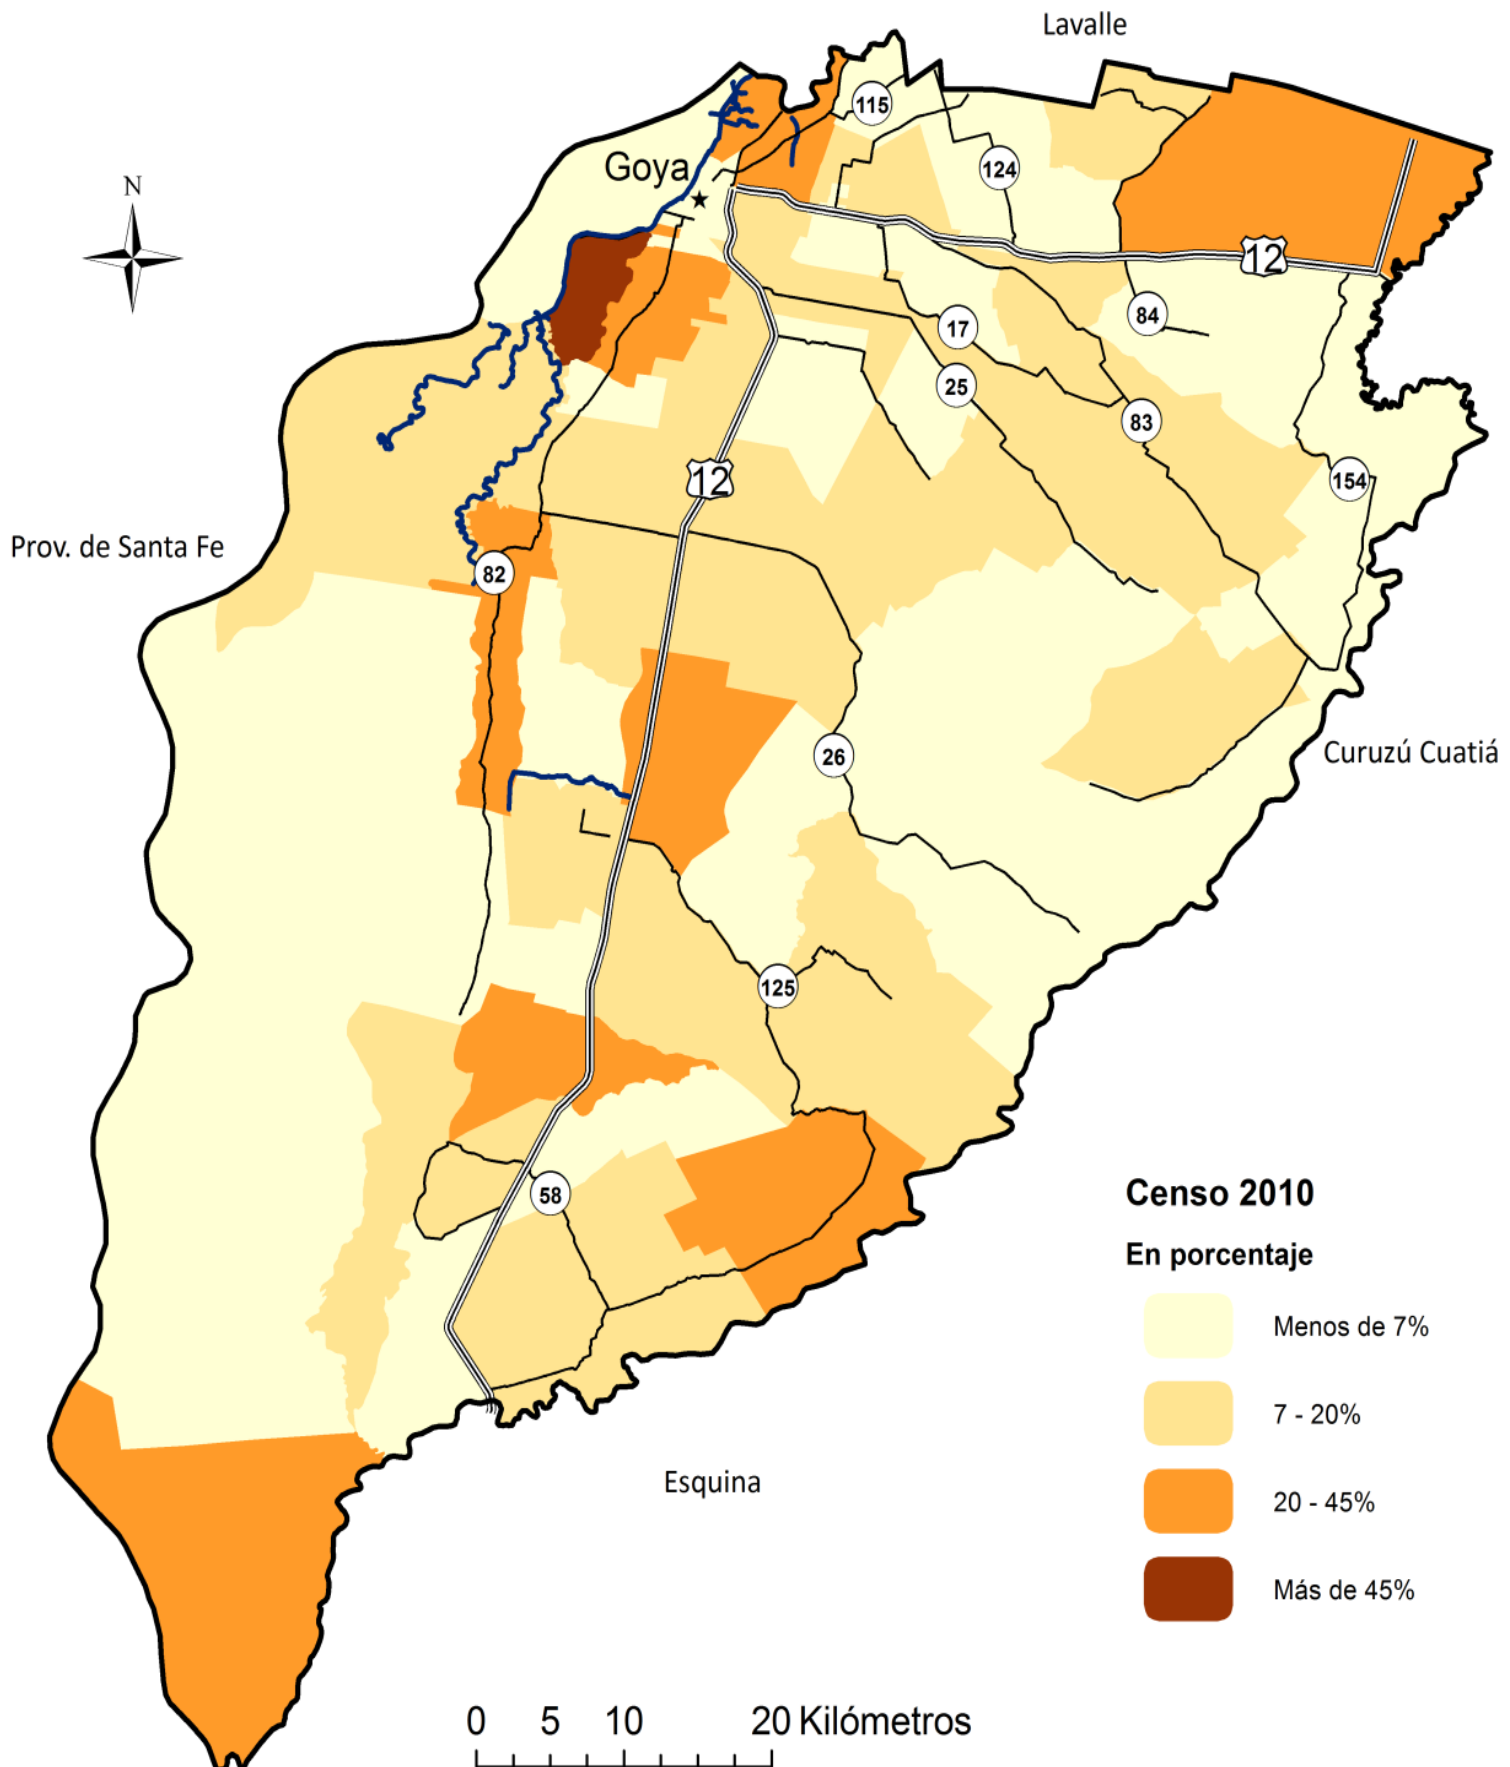 Lavalle
115
Goya
124
N
12
84
17
25
83
12
154
Prov. de Santa Fe
82
26
Curuzú Cuatiá
125
58
Censo 2010
En porcentaje
Menos de 7%
7 - 20%
20 - 45%
Más de 45%
Esquina
0 5 10 20 Kilómetros